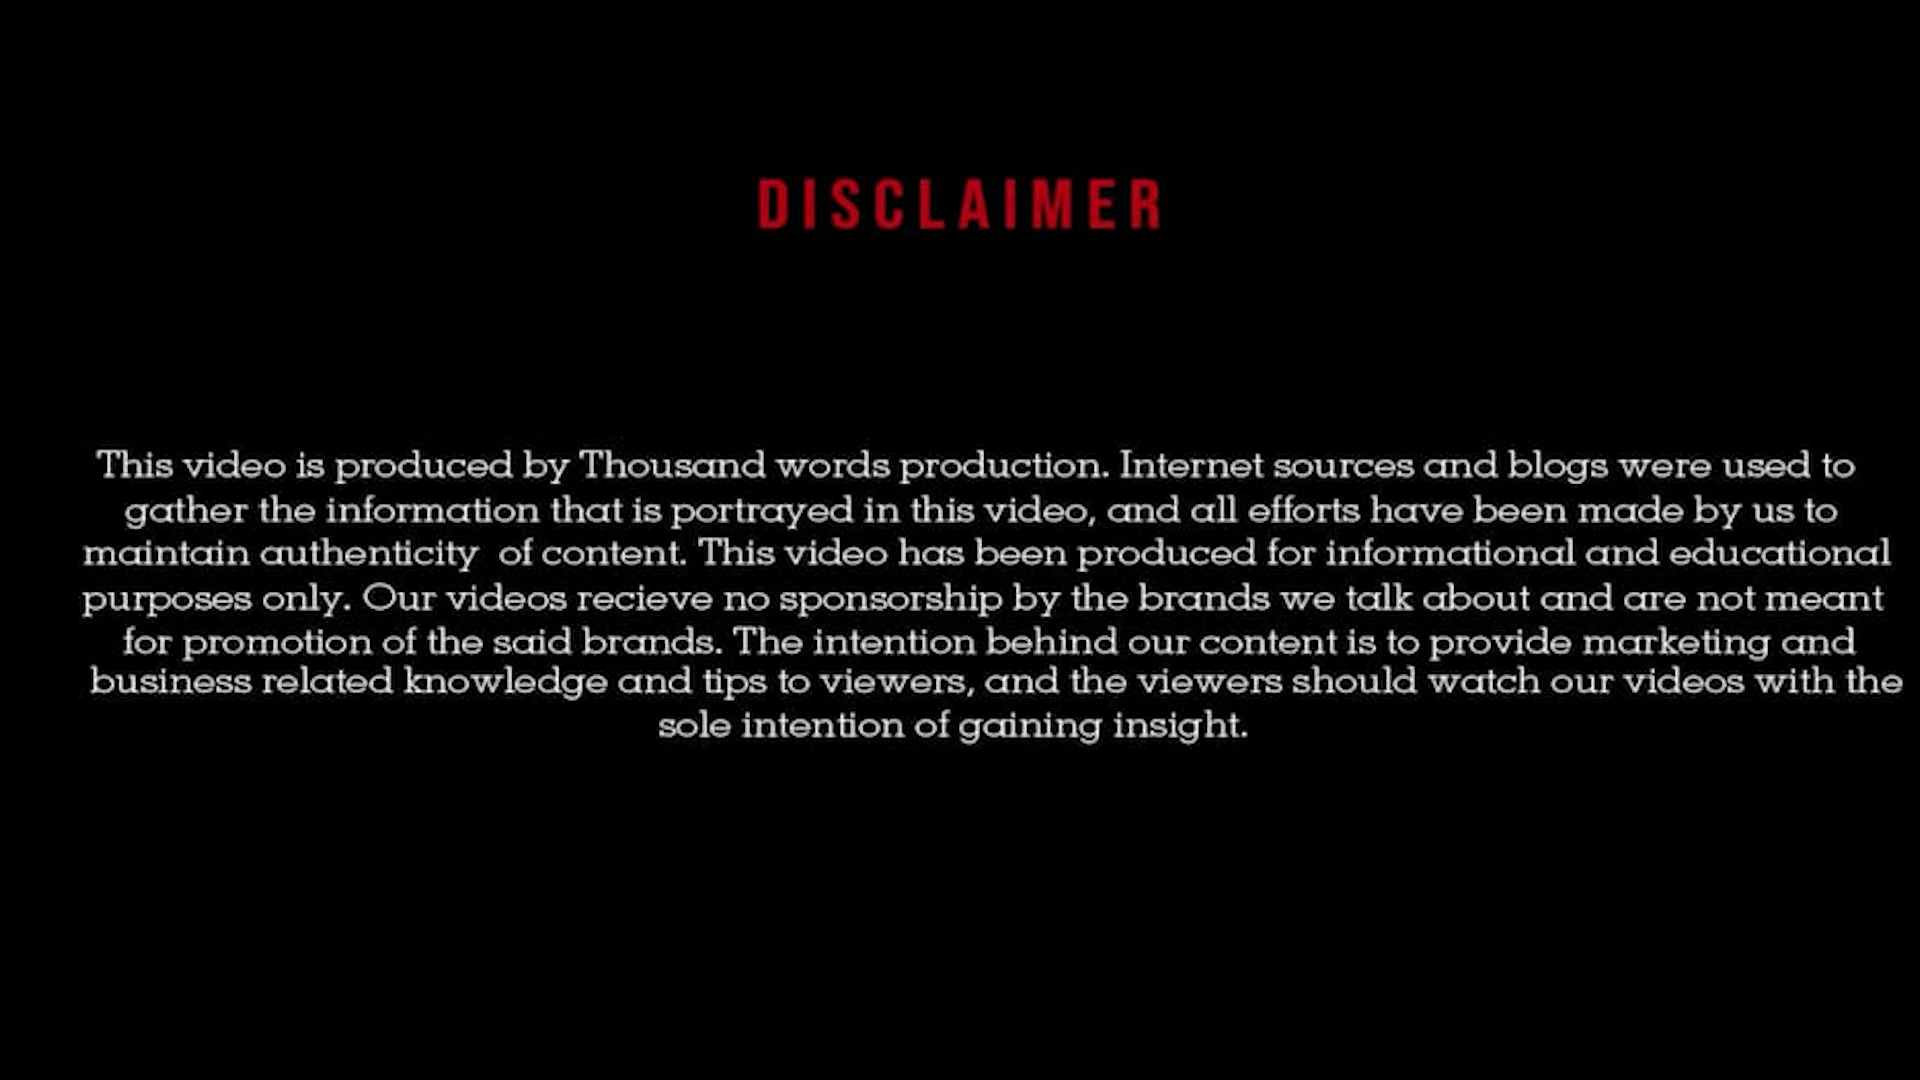 DISCLAIMER
This video is produced by Thousand words production. Internet sources and blogs were used to
gather the information that is portrayed in this video, and all efforts have been made by us to
maintain authenticity  of content. This video has been produced for informational and educational
purposes only. Our videos recieve no sponsorship by the brands we talk about and are not meant
for promotion of the said brands. The intention behind our content is to provide marketing and
business related knowledge and tips to viewers, and the viewers should watch our videos with the
sole intention of gaining insight.